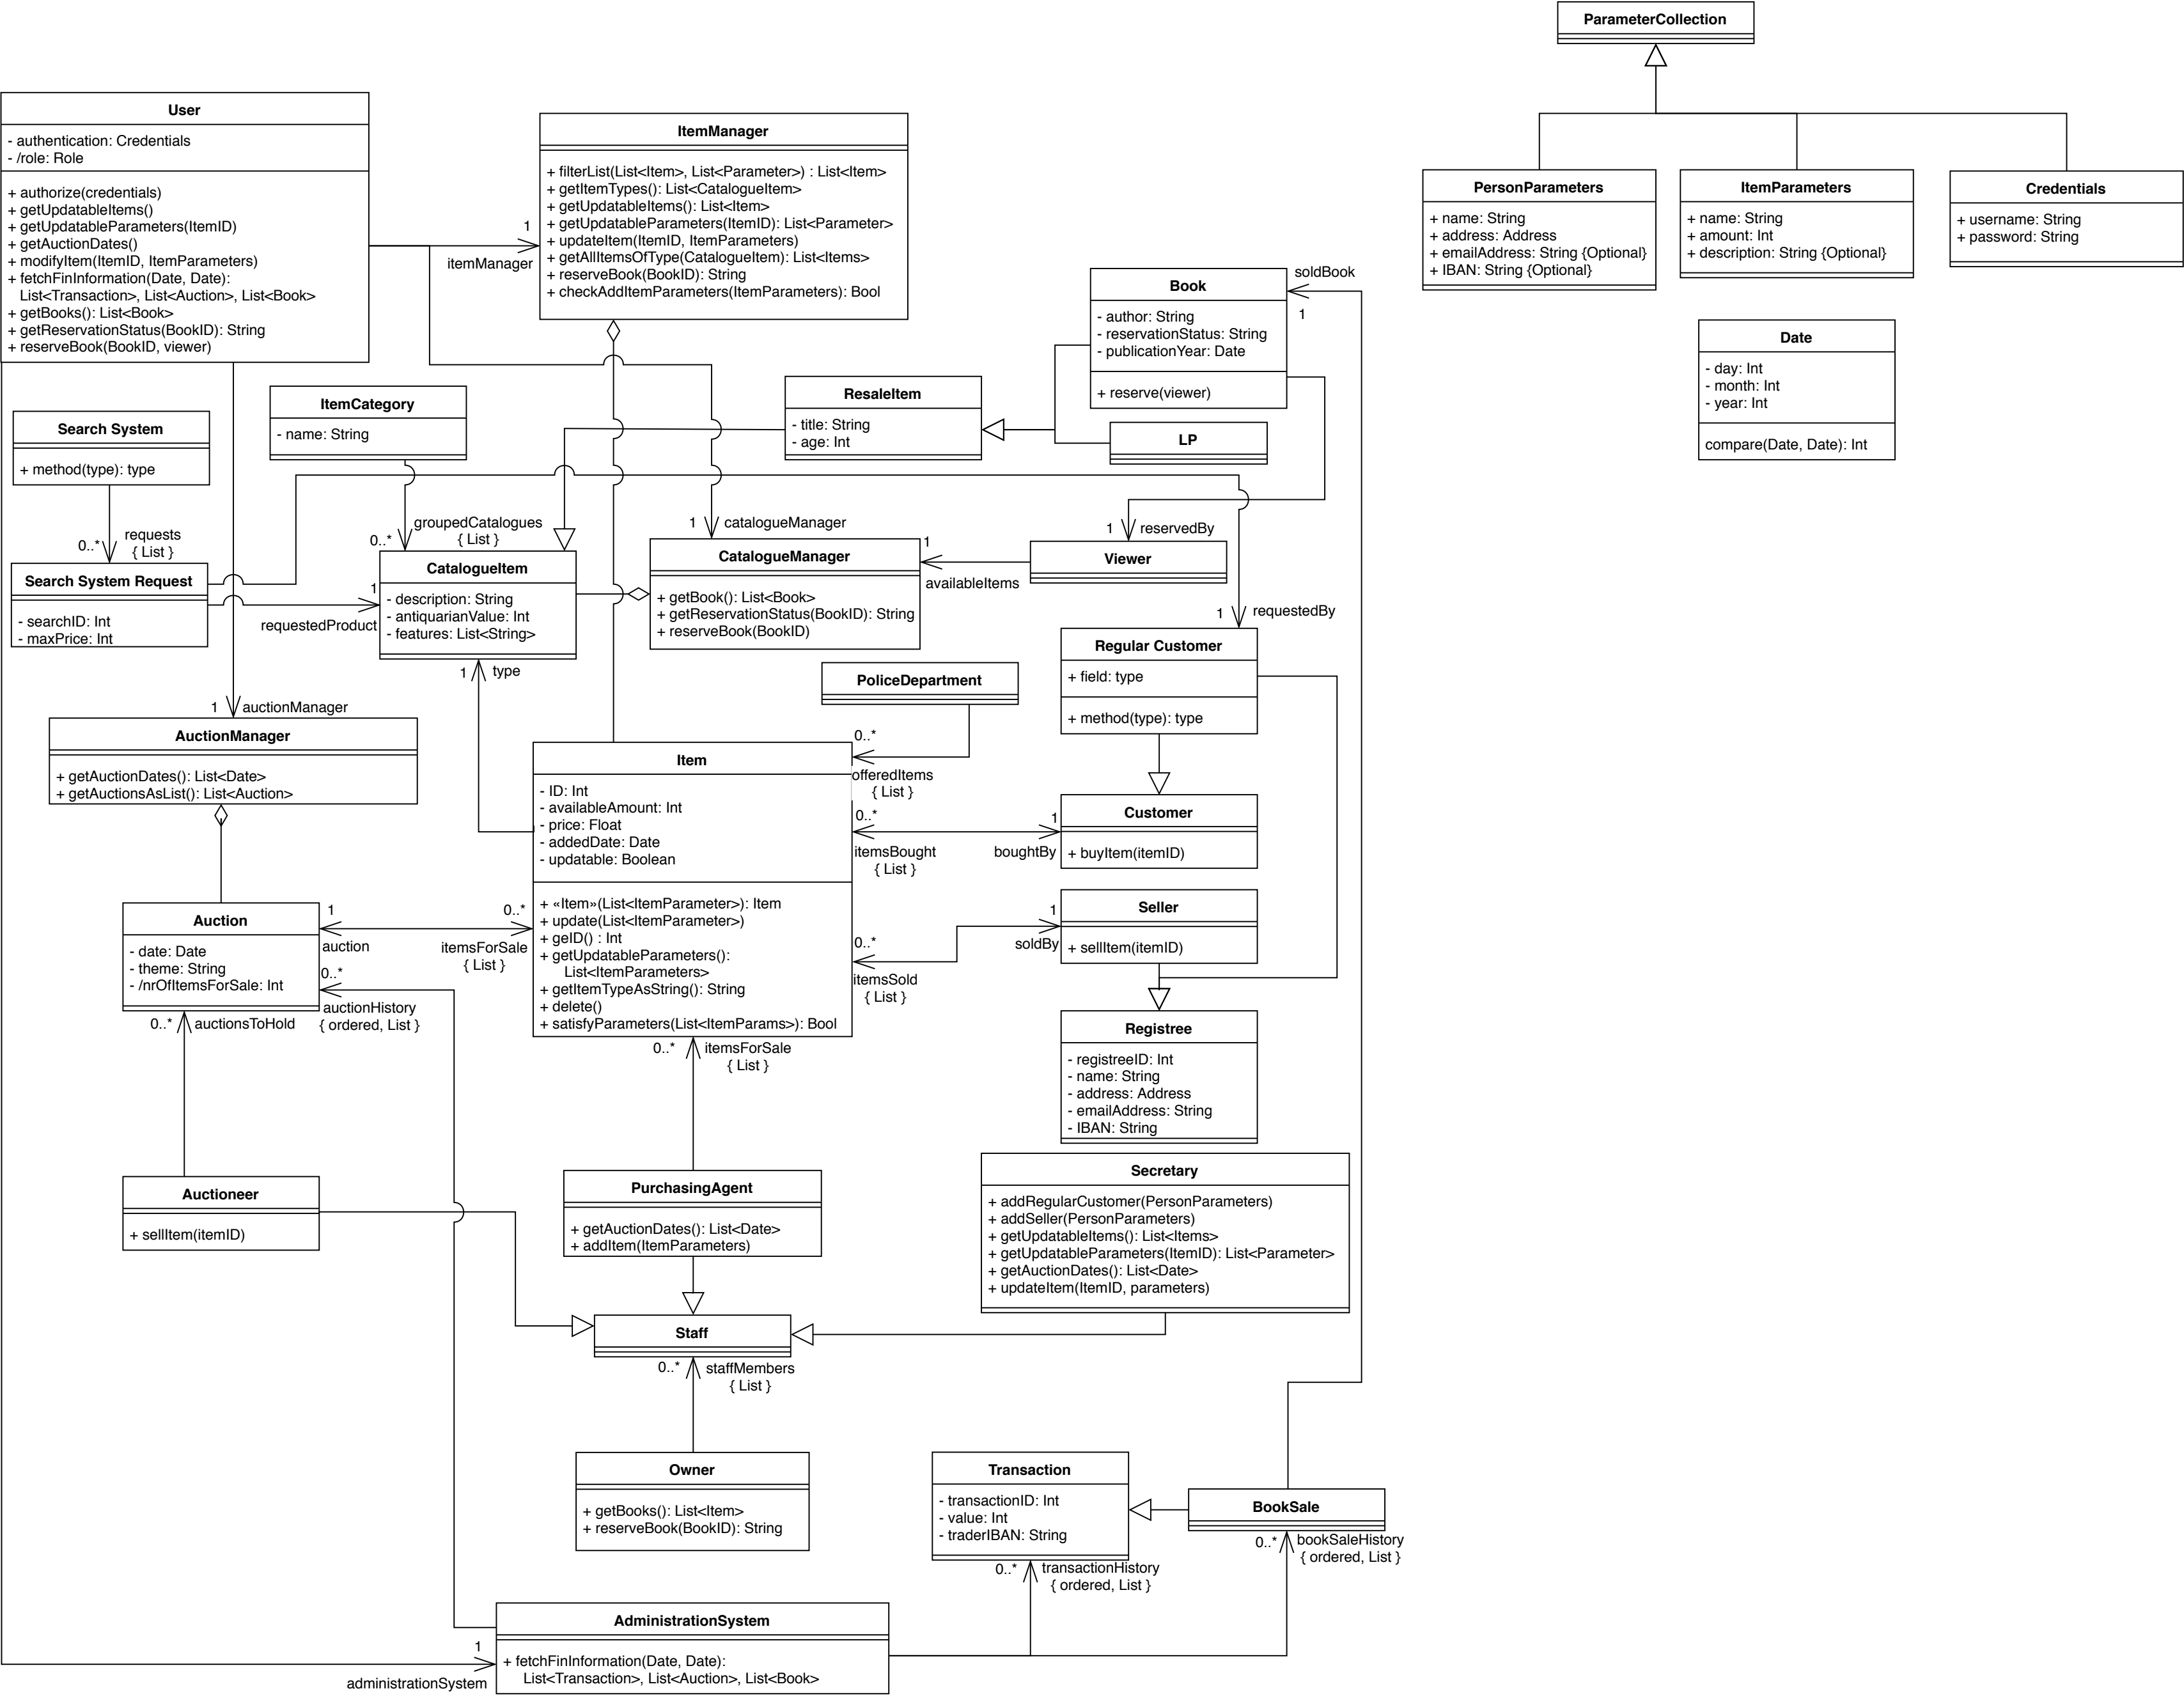 ParameterCollection
User
- authentication: Credentials
- /role: Role
+ authorize(credentials)
+ getUpdatableItems()
+ getUpdatableParameters(ItemID)
+ getAuctionDates()
+ modifyItem(ItemID, ItemParameters)
+ fetchFinInformation(Date, Date):
List<Transaction>, List<Auction>, List<Book>
+ getBooks(): List<Book>
+ getReservationStatus(BookID): String
+ reserveBook(BookID, viewer)
ItemManager
+ filterList(List<Item>, List<Parameter>) : List<Item>
+ getItemTypes(): List<CatalogueItem>
+ getUpdatableItems(): List<Item>
+ getUpdatableParameters(ItemID): List<Parameter>
+ updateItem(ItemID, ItemParameters)
+ getAllItemsOfType(CatalogueItem): List<Items>
+ reserveBook(BookID): String
+ checkAddItemParameters(ItemParameters): Bool
1
itemManager
PersonParameters
+ name: String
+ address: Address
+ emailAddress: String {Optional}
+ IBAN: String {Optional}
ItemParameters
+ name: String
+ amount: Int
+ description: String {Optional}
Credentials
+ username: String
+ password: String
Book
- author: String
- reservationStatus: String
- publicationYear: Date
+ reserve(viewer)
soldBook
1
Date
- day: Int
- month: Int
- year: Int
compare(Date, Date): Int
ResaleItem
- title: String
- age: Int
LP
ItemCategory
- name: String
Search System
+ method(type): type
requests
0..*
{ List }
groupedCatalogues
0..*
{ List }
1
catalogueManager
1
reservedBy
Search System Request
- searchID: Int
- maxPrice: Int
1
requestedProduct
CatalogueItem
- description: String
- antiquarianValue: Int
- features: List<String>
CatalogueManager
+ getBook(): List<Book>
+ getReservationStatus(BookID): String
+ reserveBook(BookID)
1
availableItems
Viewer
1
requestedBy
1
type
PoliceDepartment
Regular Customer
+ field: type
+ method(type): type
1
auctionManager
AuctionManager
+ getAuctionDates(): List<Date>
+ getAuctionsAsList(): List<Auction>
Item
- ID: Int
- availableAmount: Int
- price: Float
- addedDate: Date
- updatable: Boolean
+ «Item»(List<ItemParameter>): Item
+ update(List<ItemParameter>)
+ geID() : Int
+ getUpdatableParameters():
List<ItemParameters>
+ getItemTypeAsString(): String
+ delete()
+ satisfyParameters(List<ItemParams>): Bool
0..*
offeredItems
{ List }
0..*
itemsBought
{ List }
1
boughtBy
Customer
+ buyItem(itemID)
Seller
+ sellItem(itemID)
1
soldBy
0..*
itemsSold
{ List }
Auction
- date: Date
- theme: String
- /nrOfItemsForSale: Int
1
auction
0..*
itemsForSale
{ List }
0..*
auctionHistory
{ ordered, List }
0..*
auctionsToHold
Registree
- registreeID: Int
- name: String
- address: Address
- emailAddress: String
- IBAN: String
0..*
itemsForSale
{ List }
Auctioneer
+ sellItem(itemID)
PurchasingAgent
+ getAuctionDates(): List<Date>
+ addItem(ItemParameters)
Secretary
+ addRegularCustomer(PersonParameters)
+ addSeller(PersonParameters)
+ getUpdatableItems(): List<Items>
+ getUpdatableParameters(ItemID): List<Parameter>
+ getAuctionDates(): List<Date>
+ updateItem(ItemID, parameters)
Staff
0..*
staffMembers
{ List }
Owner
+ getBooks(): List<Item>
+ reserveBook(BookID): String
Transaction
- transactionID: Int
- value: Int
- traderIBAN: String
BookSale
0..*
transactionHistory
{ ordered, List }
0..*
bookSaleHistory
{ ordered, List }
AdministrationSystem
+ fetchFinInformation(Date, Date):
List<Transaction>, List<Auction>, List<Book>
1
administrationSystem